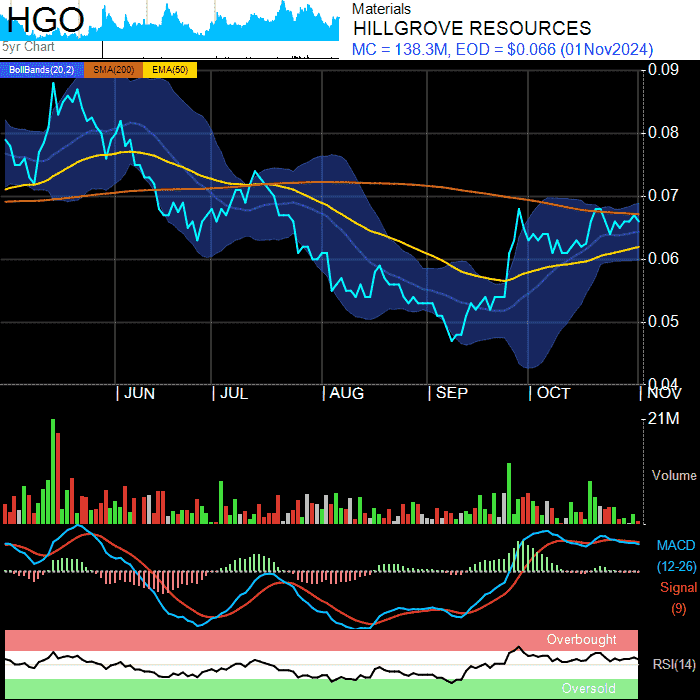 HGO
5yr Chart
Materials
HILLGROVE RESOURCES
MC = 138.3M, EOD = $0.066 (01Nov2024)
BollBands(20,2) SMA(200) EMA(50)
0.09
0.08
0.07
0.06
0.05
0.04
JUN JUL AUG SEP OCT NOV
21M
Volume
MACD
(12-26)
Signal
(9)
Overbought
RSI(14)
Oversold